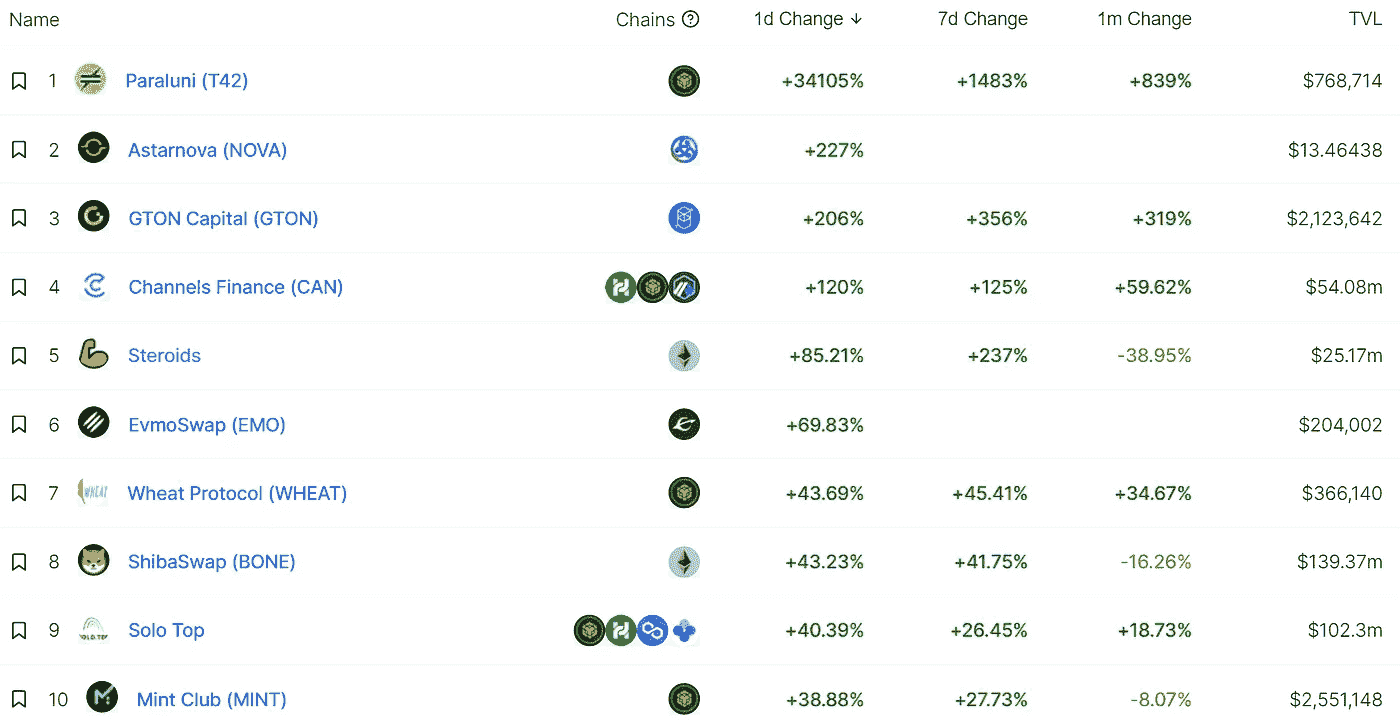 Name Chains ? 1d Change ↓ 7d Change 1m Change TVL
1 Paraluni (T42) +34105% +1483% +839% $768,714
2 Astarnova (NOVA) +227% $13.46438
3 GTON Capital (GTON) +206% +356% +319% $2,123,642
4 Channels Finance (CAN) +120% +125% +59.62% $54.08m
5 Steroids +85.21% +237% -38.95% $25.17m
6 EvmoSwap (EMO) +69.83% $204,002
7 WHEAT Wheat Protocol (WHEAT) +43.69% +45.41% +34.67% $366,140
8 ShibaSwap (BONE) +43.23% +41.75% -16.26% $139.37m
9 SOLO.TOP Solo Top +40.39% +26.45% +18.73% $102.3m
10 Mint Club (MINT) +38.88% +27.73% -8.07% $2,551,148